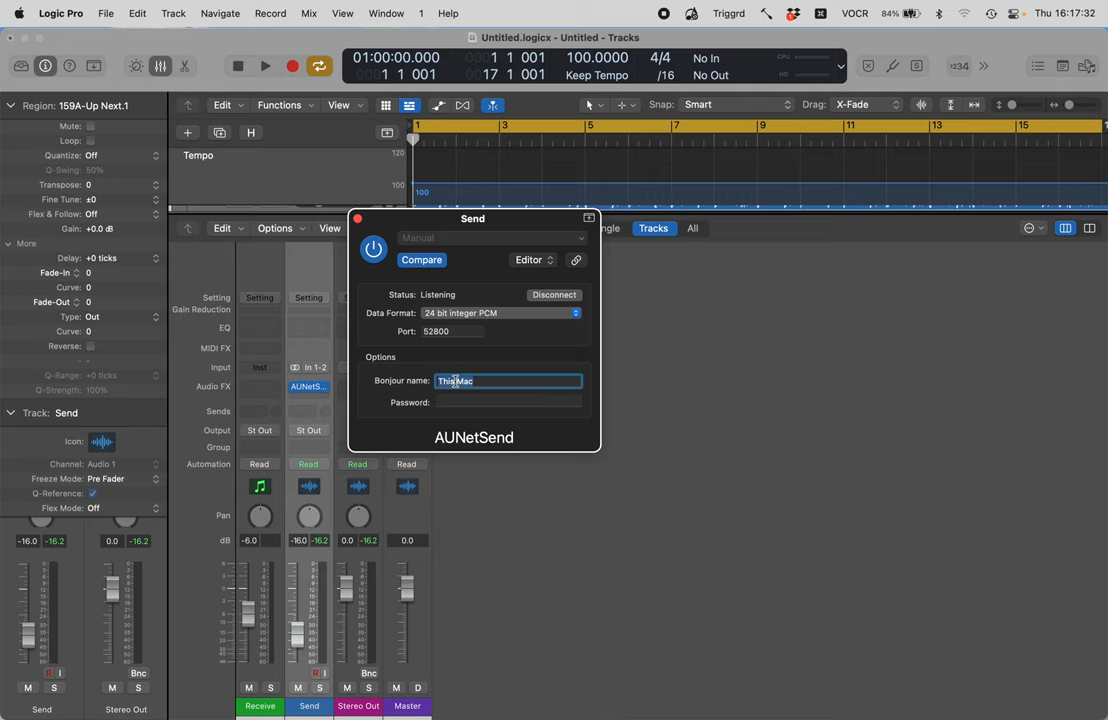 Logic Pro File Edit Track Navigate Record Mix View Window 1 Help Triggrd VOCR 84% Thu 16:17:32
Untitled.logicx - Untitled - Tracks
01:00:00.000 0001 1 001 100.0000 4/4 No In CPU
0001 1 001 0017 1 001 Keep Tempo /16 No Out
1234
Region: 159A-Up Next.1
Edit Functions View Snap: Smart Drag: X-Fade
Mute:
Loop:
Quantize: Off
Q-Swing: 50%
Transpose: 0
Fine Tune: ±0
Flex & Follow: Off
Gain: +0.0 dB
More
Delay: +0 ticks
Fade-In 0
Curve: 0
Fade-Out 0
Type: Out
Curve: 0
Reverse:
Q-Range: +0 ticks
Q-Strength: 100%
Track: Send
Icon:
Channel: Audio 1
Freeze Mode: Pre Fader
Q-Reference:
Flex Mode: Off
-16.0 -16.2 0.0 -16.2
R I Bnc
M S M S
Send Stereo Out
H
1 3 5 7 9 11 13 15
Tempo 120
100 100
Edit Options View ngle Tracks All
Send
Manual
Compare Editor
Status: Listening Disconnect
Data Format: 24 bit integer PCM
Port: 52800
Options
Bonjour name: This Mac
Password:
AUNetSend
Setting Setting Setting
Gain Reduction
EQ
MIDI FX
Input Inst In 1-2
Audio FX AUNetS...
Sends
Output St Out St Out
Group
Automation Read Read Read Read
Pan
dB -6.0 -16.0 -16.2 0.0 -16.2 0.0
R I Bnc
M S M S M S M D
Receive Send Stereo Out Master